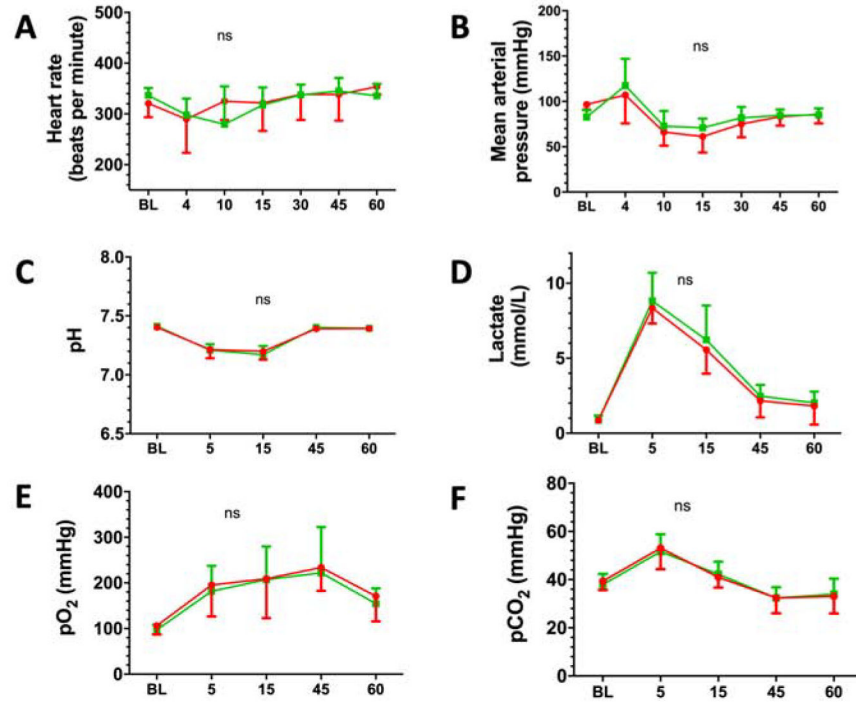 A
Heart rate
(beats per minute)
500
400
300
200
ns
BL 4 10 15 30 45 60
B
Mean arterial
pressure (mmHg)
200
150
100
50
0
ns
BL 4 10 15 30 45 60
C
pH
8.0
7.5
7.0
6.5
ns
BL 5 15 45 60
D
Lactate
(mmol/L)
10
5
0
ns
BL 5 15 45 60
E
pO₂ (mmHg)
400
300
200
100
0
ns
BL 5 15 45 60
F
pCO₂ (mmHg)
80
60
40
20
0
ns
BL 5 15 45 60